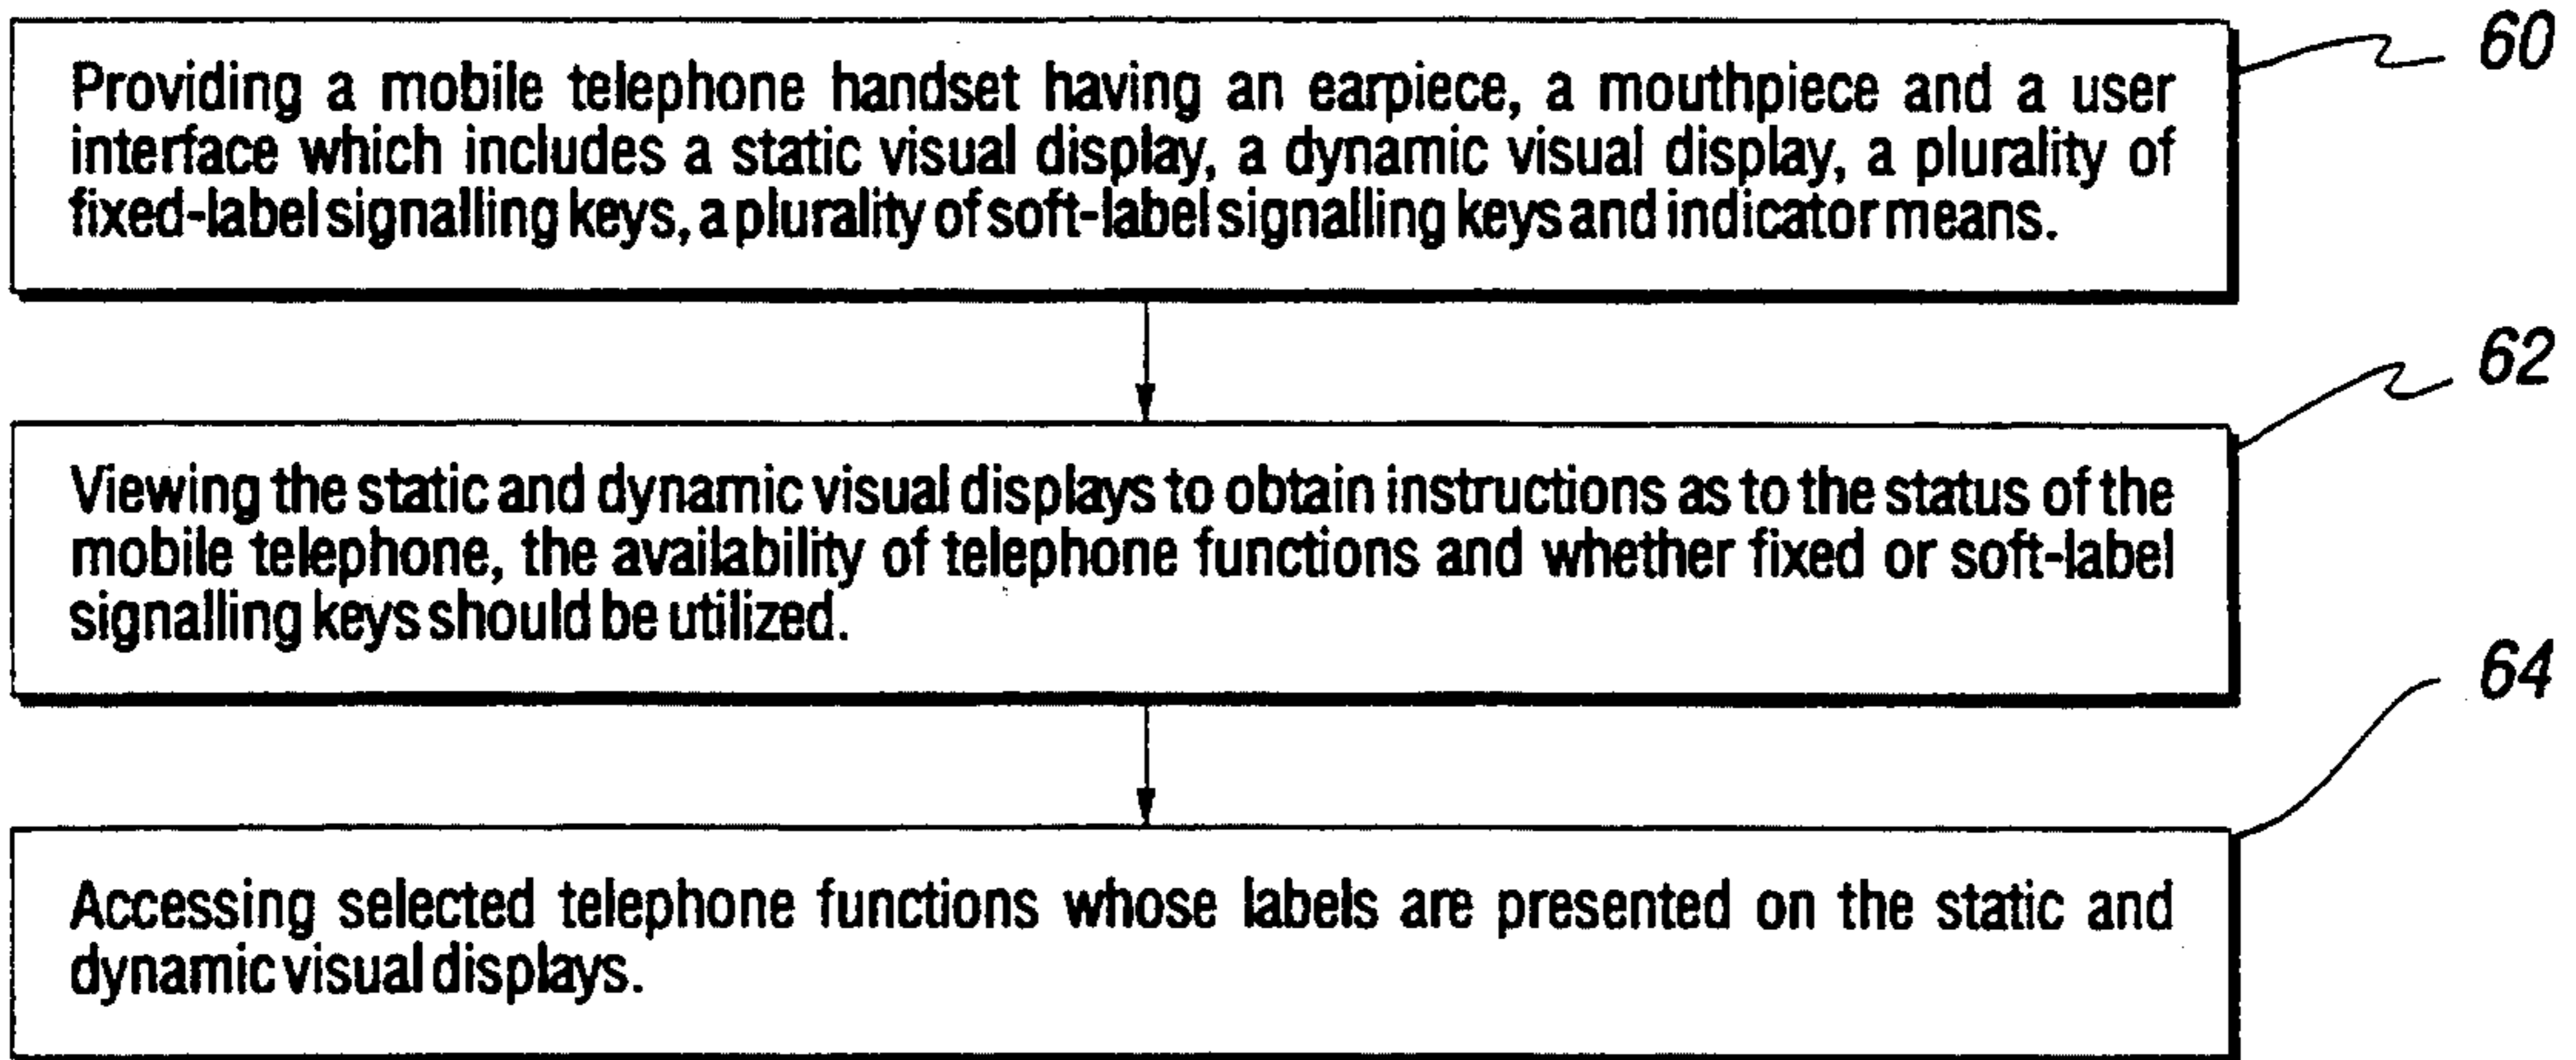 60
Providing a mobile telephone handset having an earpiece, a mouthpiece and a user
interface which includes a static visual display, a dynamic visual display, a plurality of
fixed-label signalling keys, a plurality of soft-label signalling keys and indicator means.
62
Viewing the static and dynamic visual displays to obtain instructions as to the status of the
mobile telephone, the availability of telephone functions and whether fixed or soft-label
signalling keys should be utilized.
64
Accessing selected telephone functions whose labels are presented on the static and
dynamic visual displays.